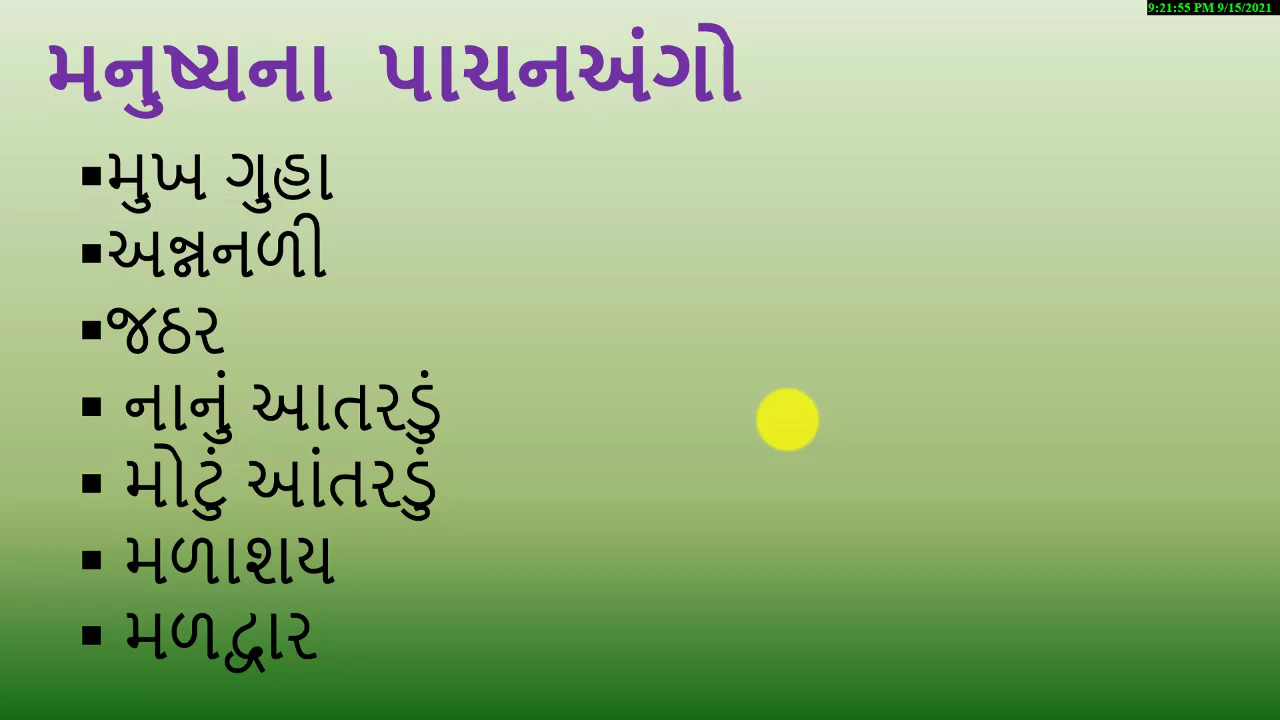 9:21:55 PM 9/15/2021
મનુષ્યના પાચનઅંગો
▪મુખ ગુહા
▪અન્નનળી
▪જઠર
▪ નાનું આતરડું
▪ મોટું આંતરડું
▪ મળાશય
▪ મળદ્વાર